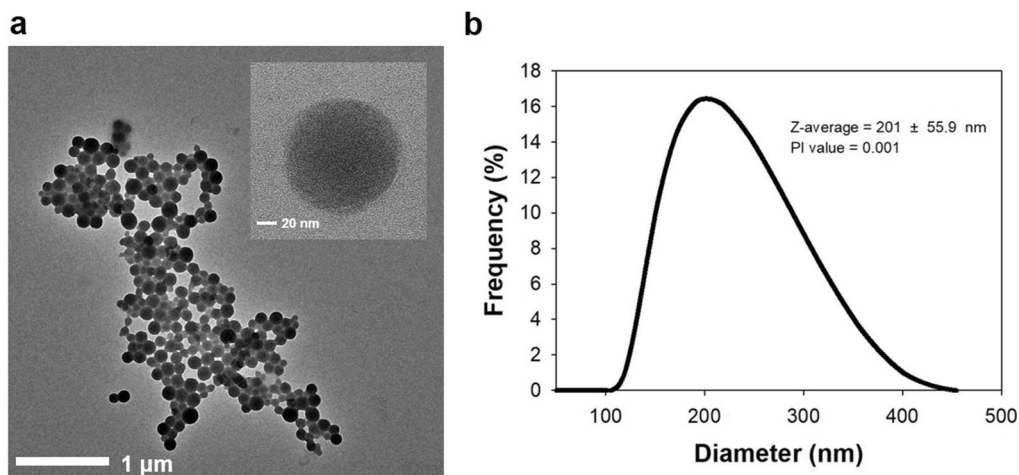 a
20 nm
1 μm
b
18
16
14
12
10
8
6
4
2
0
Frequency (%)
Z-average = 201 ± 55.9 nm
PI value = 0.001
100 200 300 400 500
Diameter (nm)